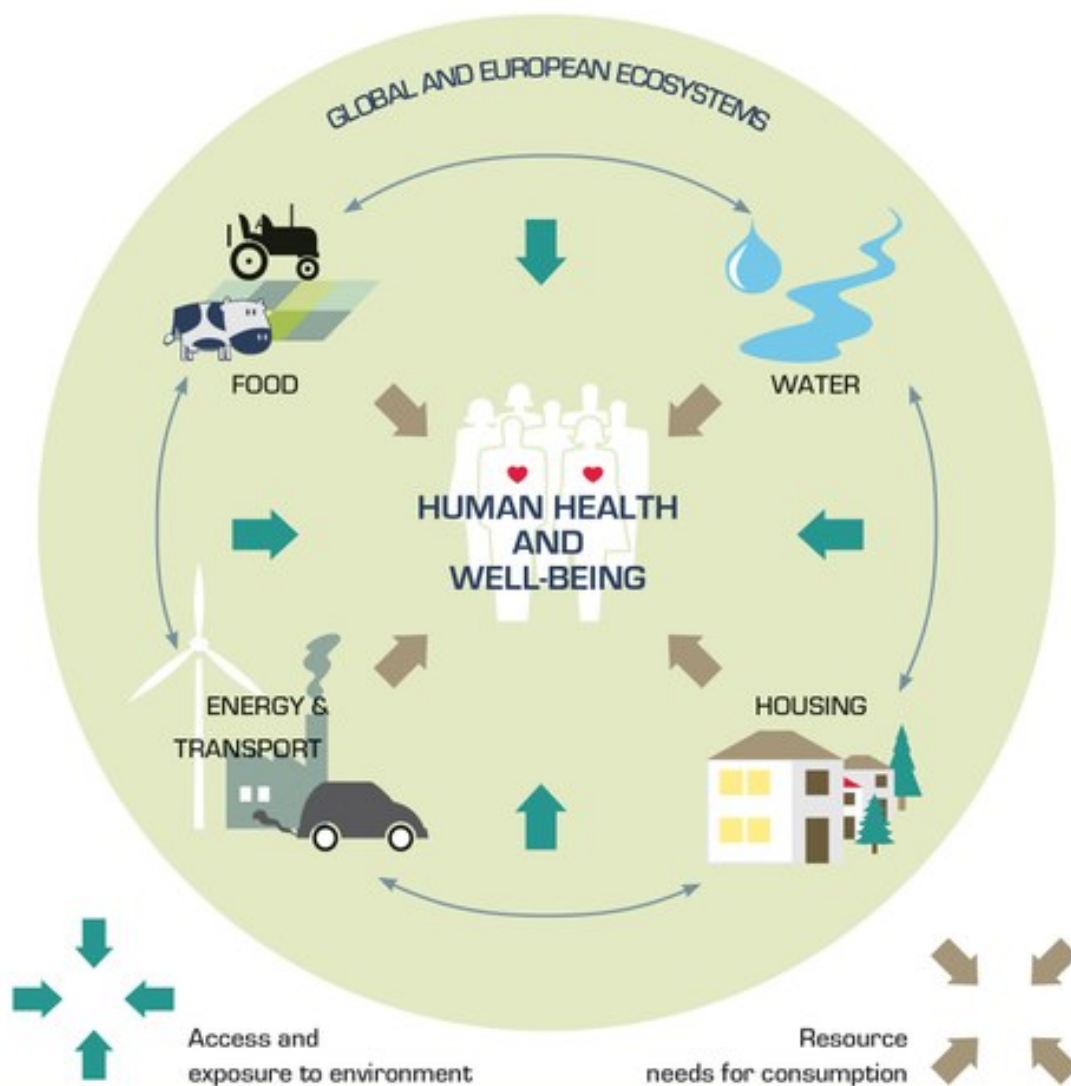 GLOBAL AND EUROPEAN ECOSYSTEMS
FOOD
WATER
HUMAN HEALTH
AND
WELL-BEING
ENERGY &
TRANSPORT
HOUSING
Access and
exposure to environment
Resource
needs for consumption